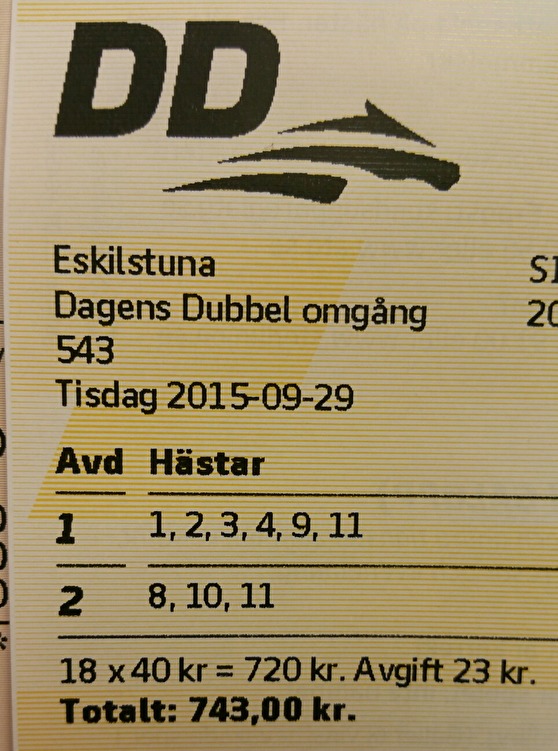 DD
Eskilstuna
Dagens Dubbel omgång
543
Tisdag 2015-09-29
Avd Hästar
1 1, 2, 3, 4, 9, 11
2 8, 10, 11
18 x 40 kr = 720 kr. Avgift 23 kr.
Totalt: 743,00 kr.